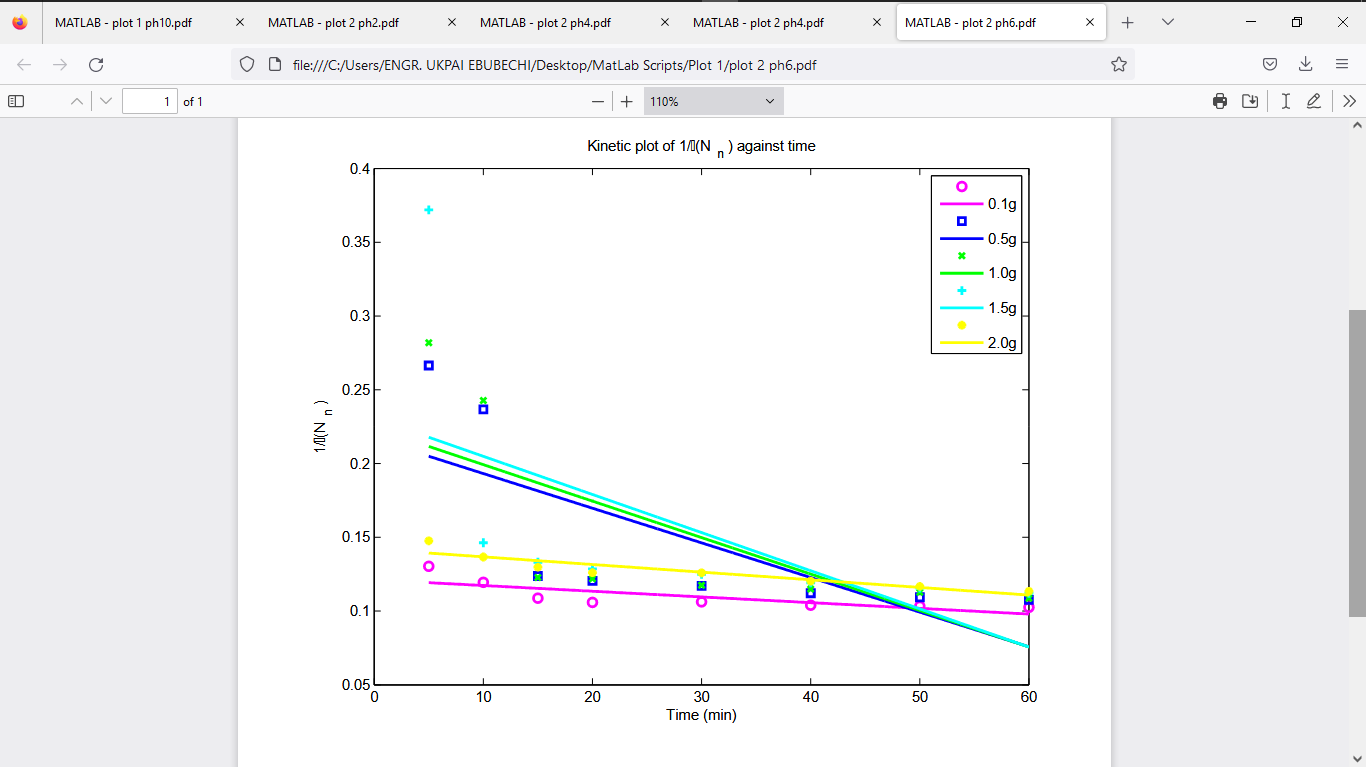 MATLAB - plot 1 ph10.pdf
MATLAB - plot 2 ph2.pdf
MATLAB - plot 2 ph4.pdf
MATLAB - plot 2 ph4.pdf
MATLAB - plot 2 ph6.pdf
file:///C:/Users/ENGR. UKPAI EBUBECHI/Desktop/MatLab Scripts/Plot 1/plot 2 ph6.pdf
1 of 1
110%
Kinetic plot of 1/▯(N n ) against time
0.4
0.35
0.3
0.25
0.2
0.15
0.1
0.05
1/▯(N n )
0.1g
0.5g
1.0g
1.5g
2.0g
0 10 20 30 40 50 60
Time (min)